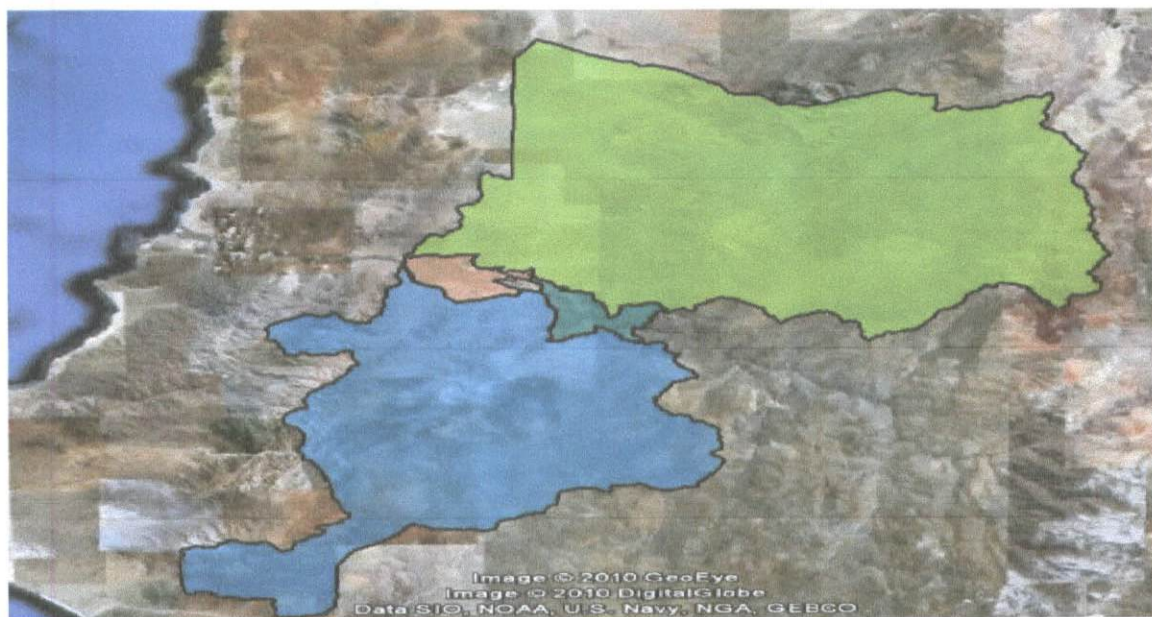 Image © 2010 GeoEye
Image © 2010 DigitalGlobe
Data SIO, NOAA, U.S. Navy, NGA, GEBCO